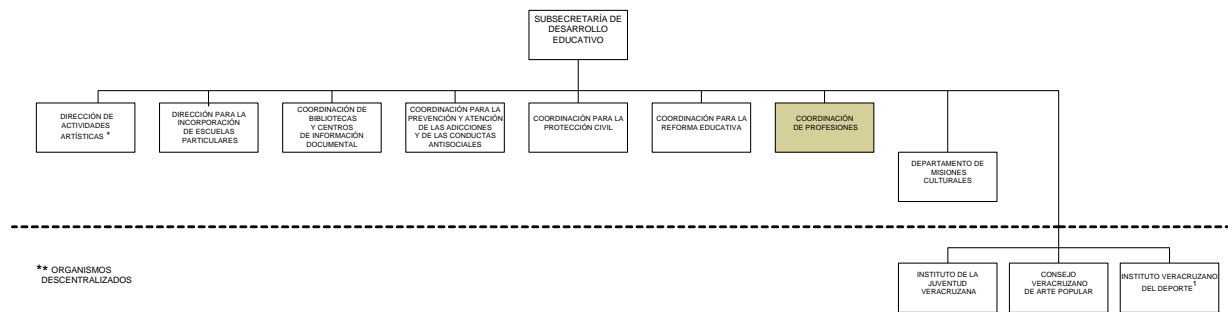 SUBSECRETARÍA DE
DESARROLLO
EDUCATIVO
DIRECCIÓN DE
ACTIVIDADES
ARTÍSTICAS *
DIRECCIÓN PARA LA
INCORPORACIÓN
DE ESCUELAS
PARTICULARES
COORDINACIÓN DE
BIBLIOTECAS
Y CENTROS
DE INFORMACIÓN
DOCUMENTAL
COORDINACIÓN PARA LA
PREVENCIÓN Y ATENCIÓN
DE LAS ADICCIONES
Y DE LAS CONDUCTAS
ANTISOCIALES
COORDINACIÓN PARA LA
PROTECCIÓN CIVIL
COORDINACIÓN PARA LA
REFORMA EDUCATIVA
COORDINACIÓN
DE PROFESIONES
DEPARTAMENTO DE
MISIONES
CULTURALES
** ORGANISMOS
DESCENTRALIZADOS
INSTITUTO DE LA
JUVENTUD
VERACRUZANA
CONSEJO
VERACRUZANO
DE ARTE POPULAR
INSTITUTO VERACRUZANO
DEL DEPORTE¹